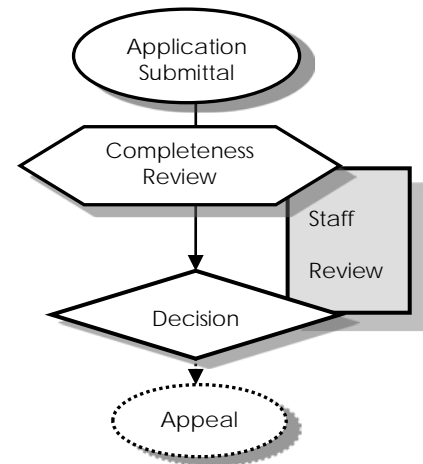 Application
Submittal
Completeness
Review
Staff
Review
Decision
Appeal